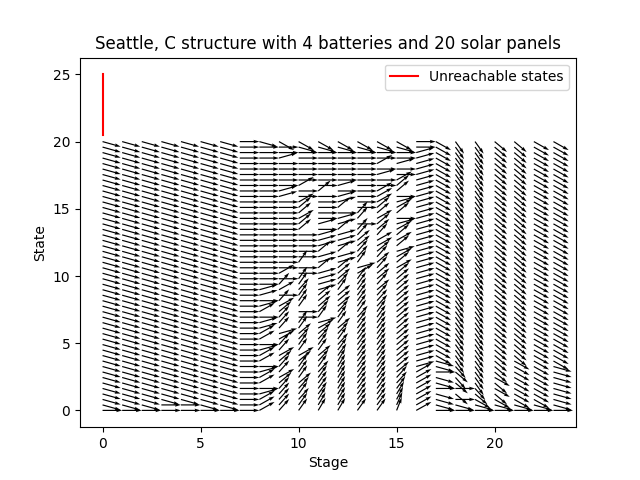 Seattle, C structure with 4 batteries and 20 solar panels
Unreachable states
25
20
15
10
5
0
State
0 5 10 15 20
Stage